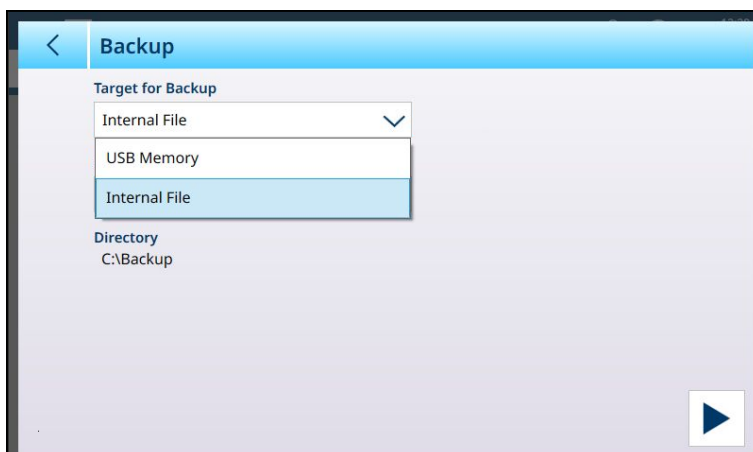 Backup
Target for Backup
Internal File
USB Memory
Internal File
Directory
C:\Backup